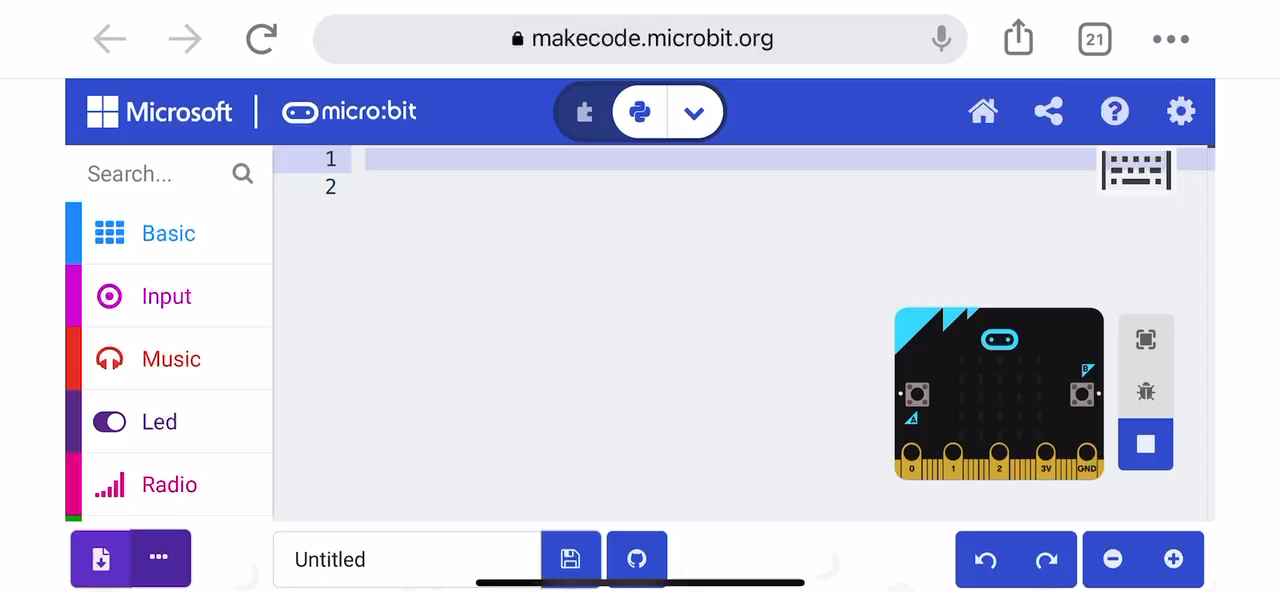 makecode.microbit.org
21
Microsoft
micro:bit
Search...
1
2
Basic
Input
Music
Led
Radio
B
A
0 1 2 3V GND
Untitled